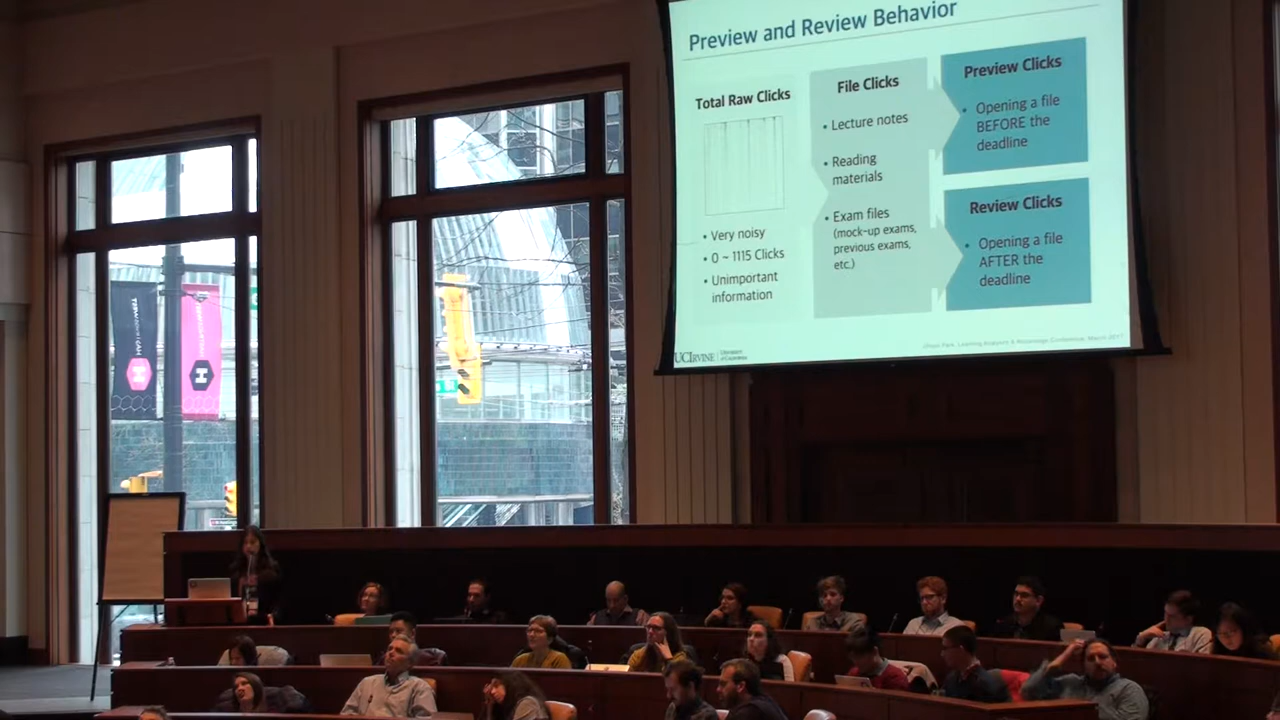 Preview and Review Behavior
Total Raw Clicks
• Very noisy
• 0 ~ 1115 Clicks
• Unimportant
information
File Clicks
• Lecture notes
• Reading
materials
• Exam files
(mock-up exams,
previous exams,
etc.)
Preview Clicks
• Opening a file
BEFORE the
deadline
Review Clicks
• Opening a file
AFTER the
deadline
UCIRVINE
H
H